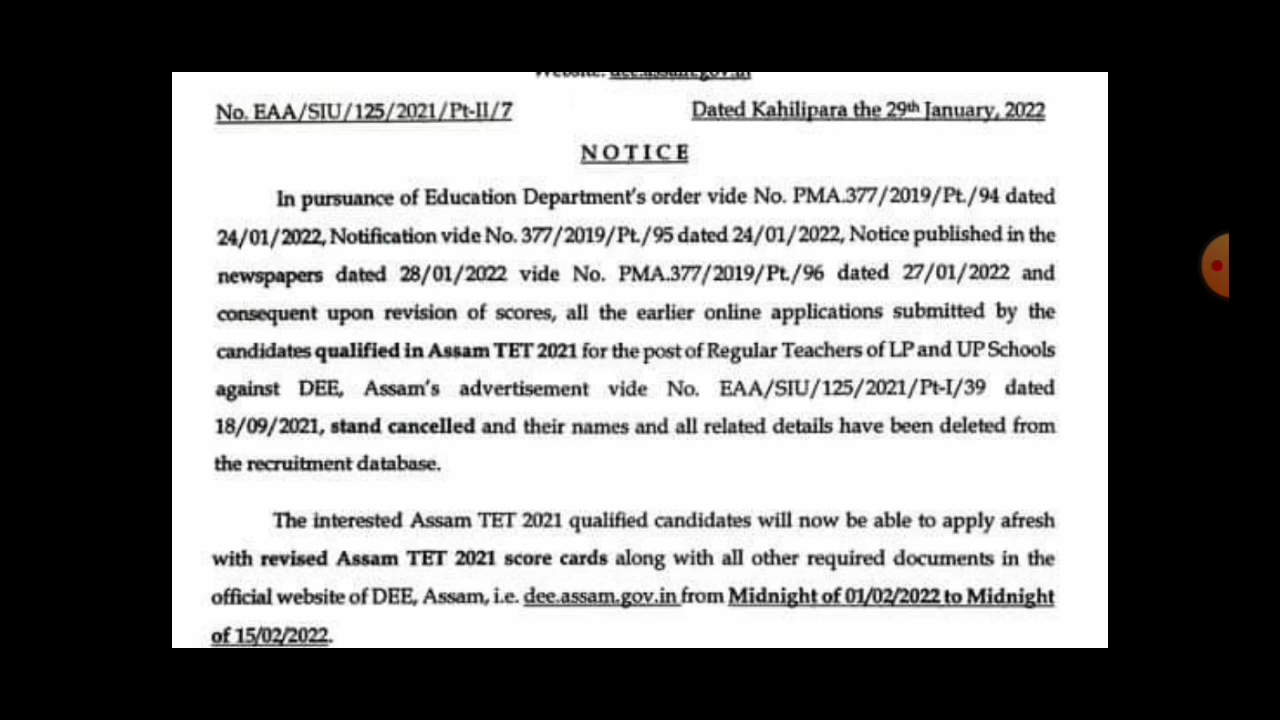 Website: dee.assam.gov.in
No. EAA/SIU/125/2021/Pt-II/7 Dated Kahilipara the 29th January, 2022
NOTICE
In pursuance of Education Department's order vide No. PMA.377/2019/Pt./94 dated
24/01/2022, Notification vide No. 377/2019/Pt./95 dated 24/01/2022, Notice published in the
newspapers dated 28/01/2022 vide No. PMA.377/2019/Pt./96 dated 27/01/2022 and
consequent upon revision of scores, all the earlier online applications submitted by the
candidates qualified in Assam TET 2021 for the post of Regular Teachers of LP and UP Schools
against DEE, Assam's advertisement vide No. EAA/SIU/125/2021/Pt-I/39 dated
18/09/2021, stand cancelled and their names and all related details have been deleted from
the recruitment database.
The interested Assam TET 2021 qualified candidates will now be able to apply afresh
with revised Assam TET 2021 score cards along with all other required documents in the
official website of DEE, Assam, i.e. dee.assam.gov.in from Midnight of 01/02/2022 to Midnight
of 15/02/2022.